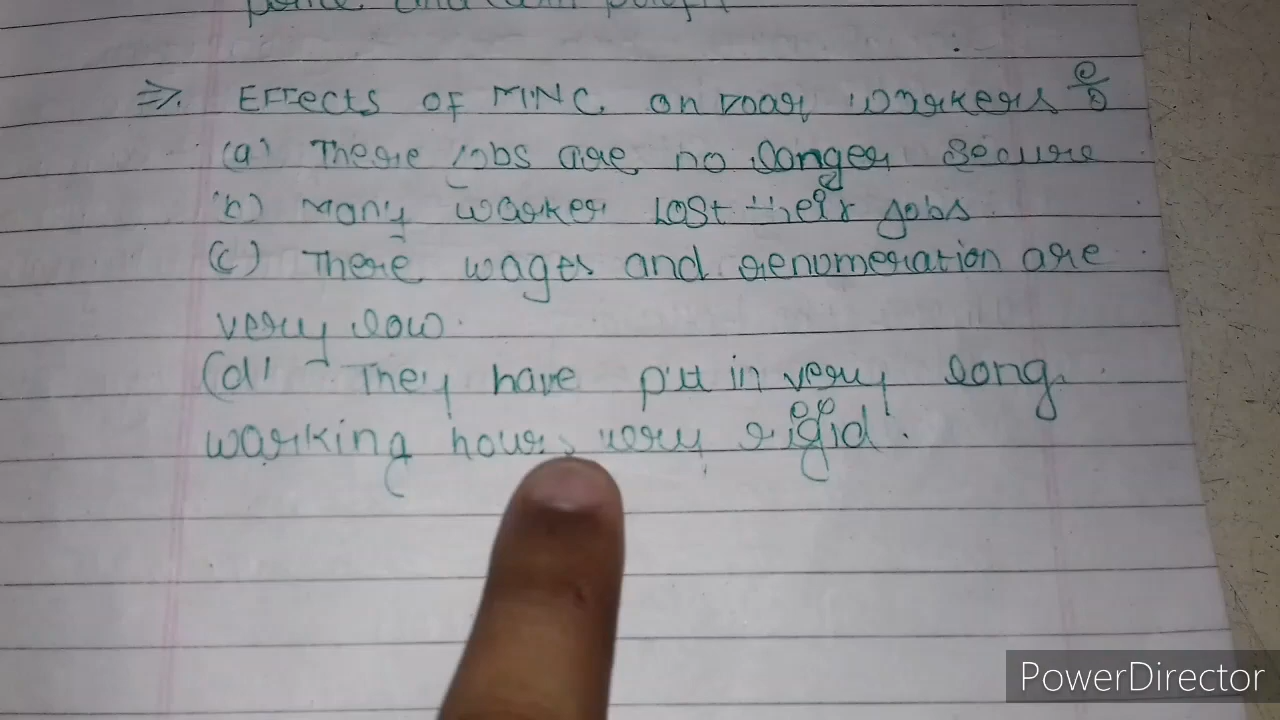 =>. Effects of MNC. on poor workers
(a) There jobs are no longer secure
(b) Many worker lost their jobs
(c) There wages and renumeration are
very low.
(d) They have put in very long
working hours very rigid.
PowerDirector